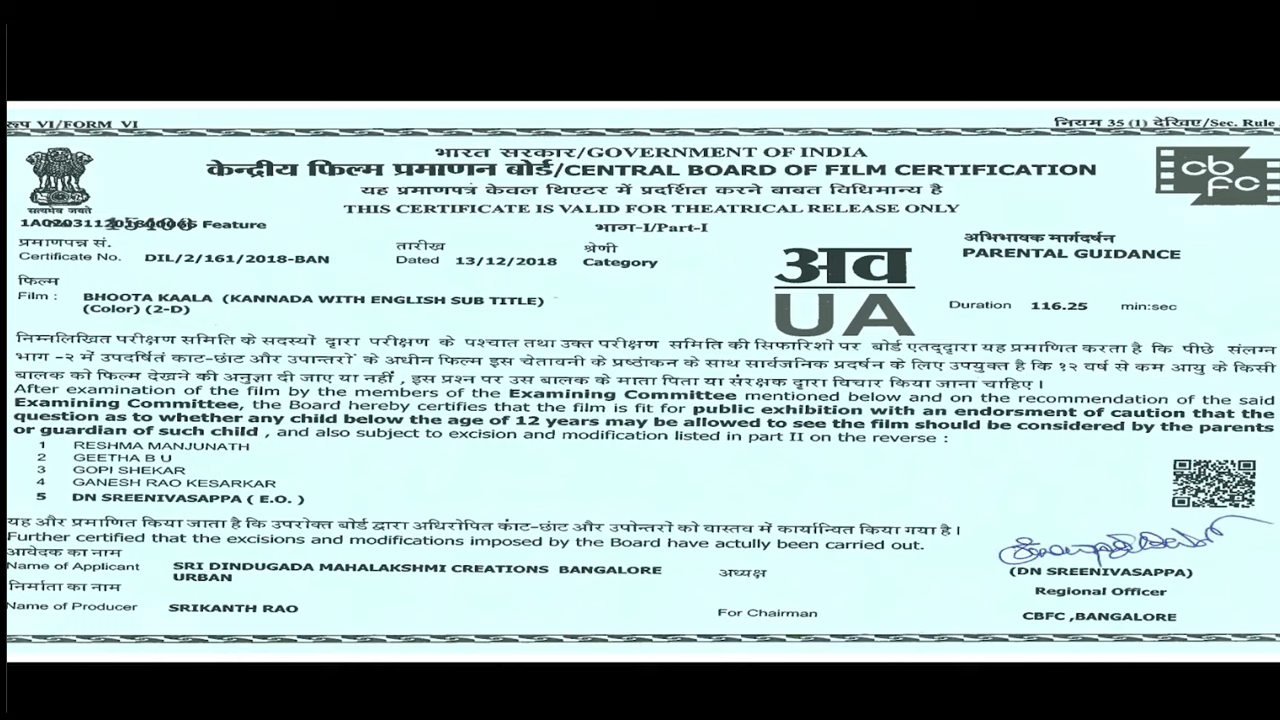 रूप VI/FORM VI
नियम 35 (1) देखिए/Sec. Rule
भारत सरकार/GOVERNMENT OF INDIA
केन्द्रीय फिल्म प्रमाणन बोर्ड/CENTRAL BOARD OF FILM CERTIFICATION
यह प्रमाणपत्र केवल थिएटर में प्रदर्शित करने बाबत विधिमान्य है
THIS CERTIFICATE IS VALID FOR THEATRICAL RELEASE ONLY
सत्यमेव जयते
cb
fc
Feature
भाग-I/Part-I
प्रमाणपत्र सं.
Certificate No. DIL/2/161/2018-BAN
तारीख
Dated 13/12/2018
श्रेणी
Category
अव
UA
अभिभावक मार्गदर्षन
PARENTAL GUIDANCE
फिल्म
Film : BHOOTA KAALA (KANNADA WITH ENGLISH SUB TITLE)
(Color) (2-D)
Duration 116.25 min:sec
निम्नलिखित परीक्षण समिति के सदस्यों द्वारा परीक्षण के पश्चात तथा उक्त परीक्षण समिति की सिफारिशों पर बोर्ड एतद्द्वारा यह प्रमाणित करता है कि पीछे संलग्न
भाग -२ में उपदर्षित काट-छांट और उपान्तरों के अधीन फिल्म इस चेतावनी के प्रष्ठांकन के साथ सार्वजनिक प्रदर्षन के लिए उपयुक्त है कि १२ वर्ष से कम आयु के किसी
बालक को फिल्म देखने की अनुज्ञा दी जाए या नहीं , इस प्रश्न पर उस बालक के माता पिता या संरक्षक द्वारा विचार किया जाना चाहिए।
After examination of the film by the members of the Examining Committee mentioned below and on the recommendation of the said
Examining Committee, the Board hereby certifies that the film is fit for public exhibition with an endorsment of caution that the
question as to whether any child below the age of 12 years may be allowed to see the film should be considered by the parents
or guardian of such child , and also subject to excision and modification listed in part II on the reverse :
1 RESHMA MANJUNATH
2 GEETHA B U
3 GOPI SHEKAR
4 GANESH RAO KESARKAR
5 DN SREENIVASAPPA ( E.O. )
यह और प्रमाणित किया जाता है कि उपरोक्त बोर्ड द्वारा अधिरोपित काट-छांट और उपोन्तरो को वास्तव में कार्यान्वित किया गया है।
Further certified that the excisions and modifications imposed by the Board have actully been carried out.
आवेदक का नाम
Name of Applicant SRI DINDUGADA MAHALAKSHMI CREATIONS BANGALORE
URBAN
निर्माता का नाम
Name of Producer SRIKANTH RAO
अध्यक्ष
For Chairman
(DN SREENIVASAPPA)
Regional Officer
CBFC ,BANGALORE